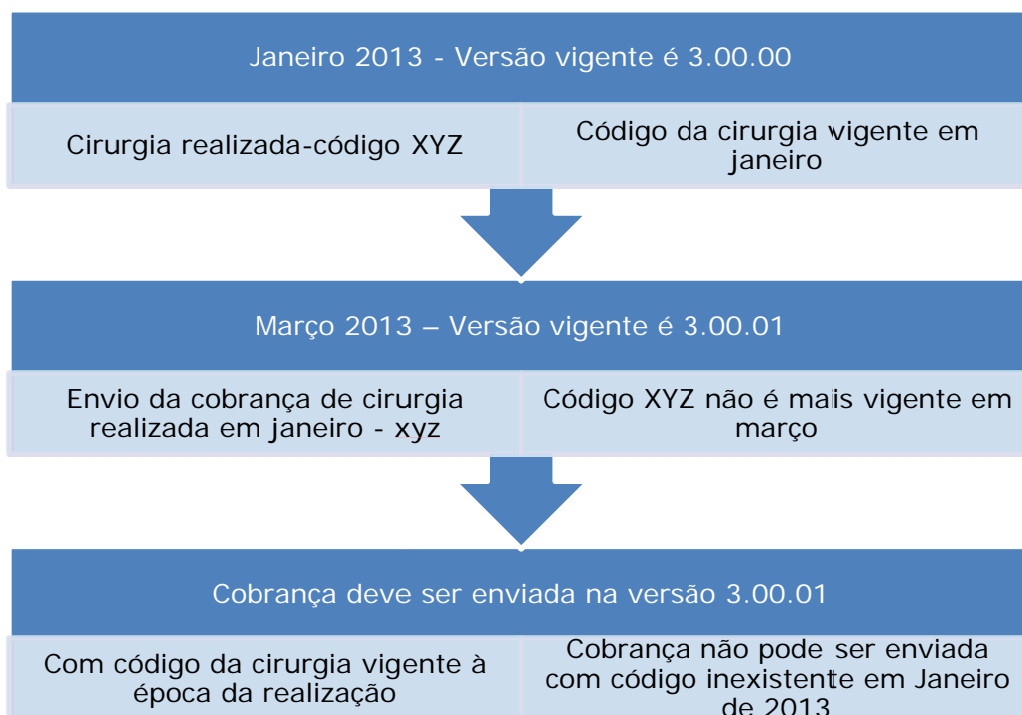 Janeiro 2013 - Versão vigente é 3.00.00
Cirurgia realizada-código XYZ
Código da cirurgia vigente em
janeiro
Março 2013 – Versão vigente é 3.00.01
Envio da cobrança de cirurgia
realizada em janeiro - xyz
Código XYZ não é mais vigente em
março
Cobrança deve ser enviada na versão 3.00.01
Com código da cirurgia vigente à
época da realização
Cobrança não pode ser enviada
com código inexistente em Janeiro
de 2013